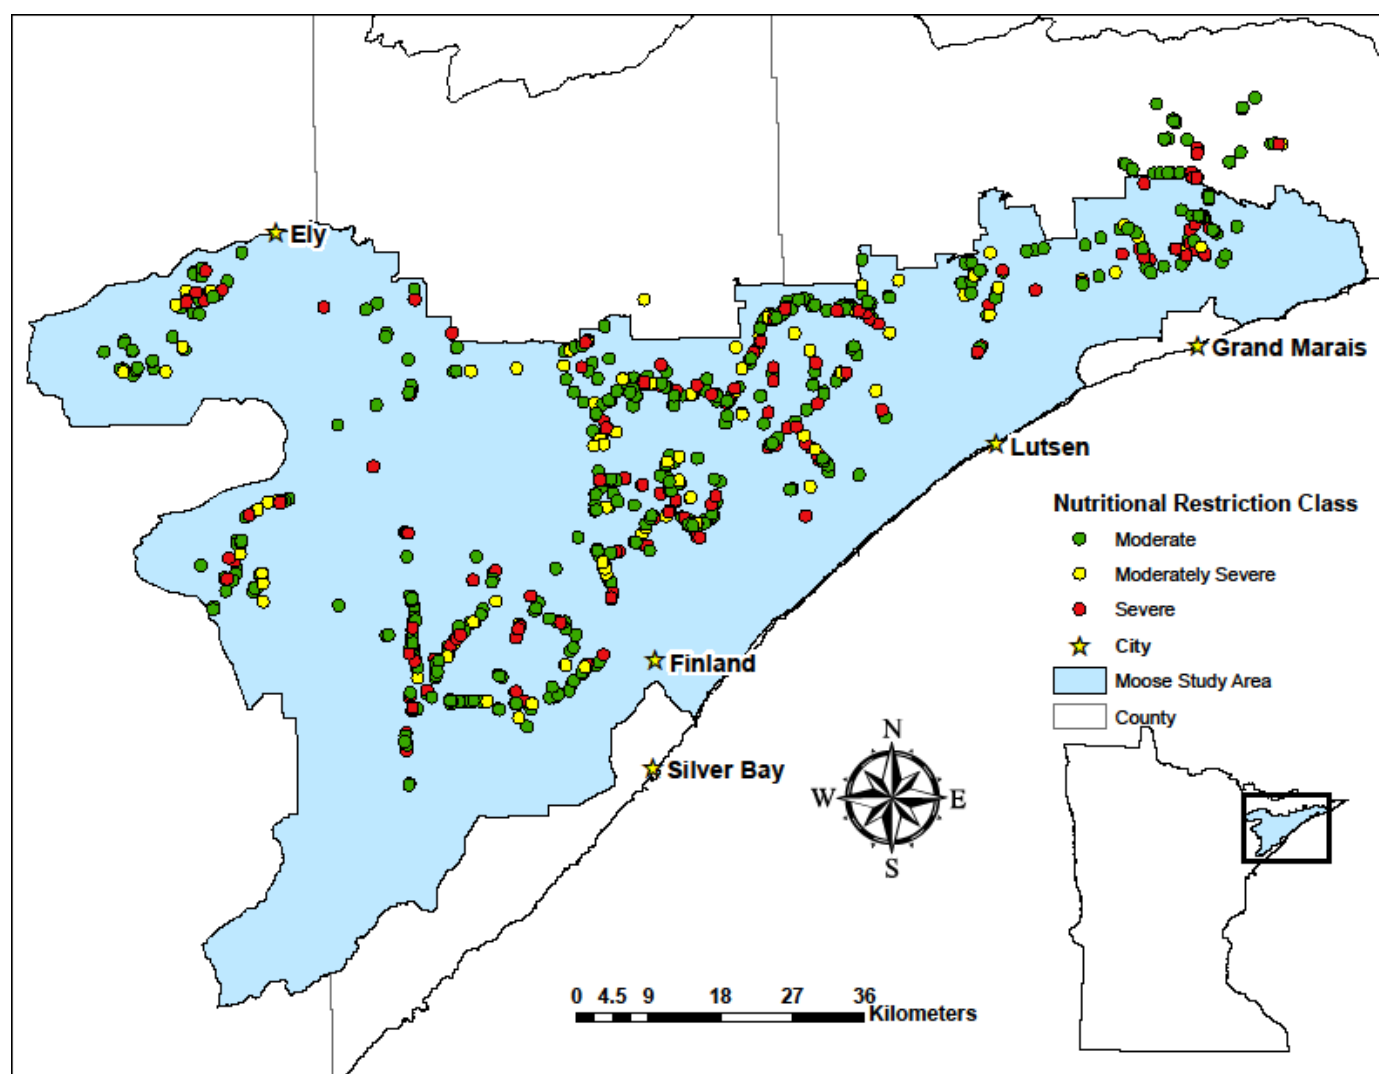 Ely
Grand Marais
Lutsen
Nutritional Restriction Class
Moderate
Moderately Severe
Severe
City
Moose Study Area
County
Finland
Silver Bay
N
W E
S
0 4.5 9 18 27 36
Kilometers